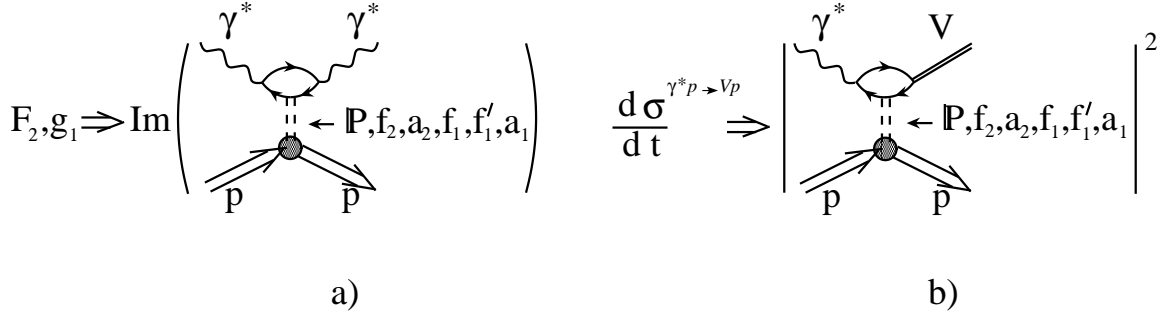 γ* γ* γ* V 2
F₂,g₁ ⇒ Im ( ← ℙ,f₂,a₂,f₁,f₁′,a₁ ) dσ^{γ*p→Vp}/dt ⇒ | ← ℙ,f₂,a₂,f₁,f₁′,a₁ |
p p p p
a) b)